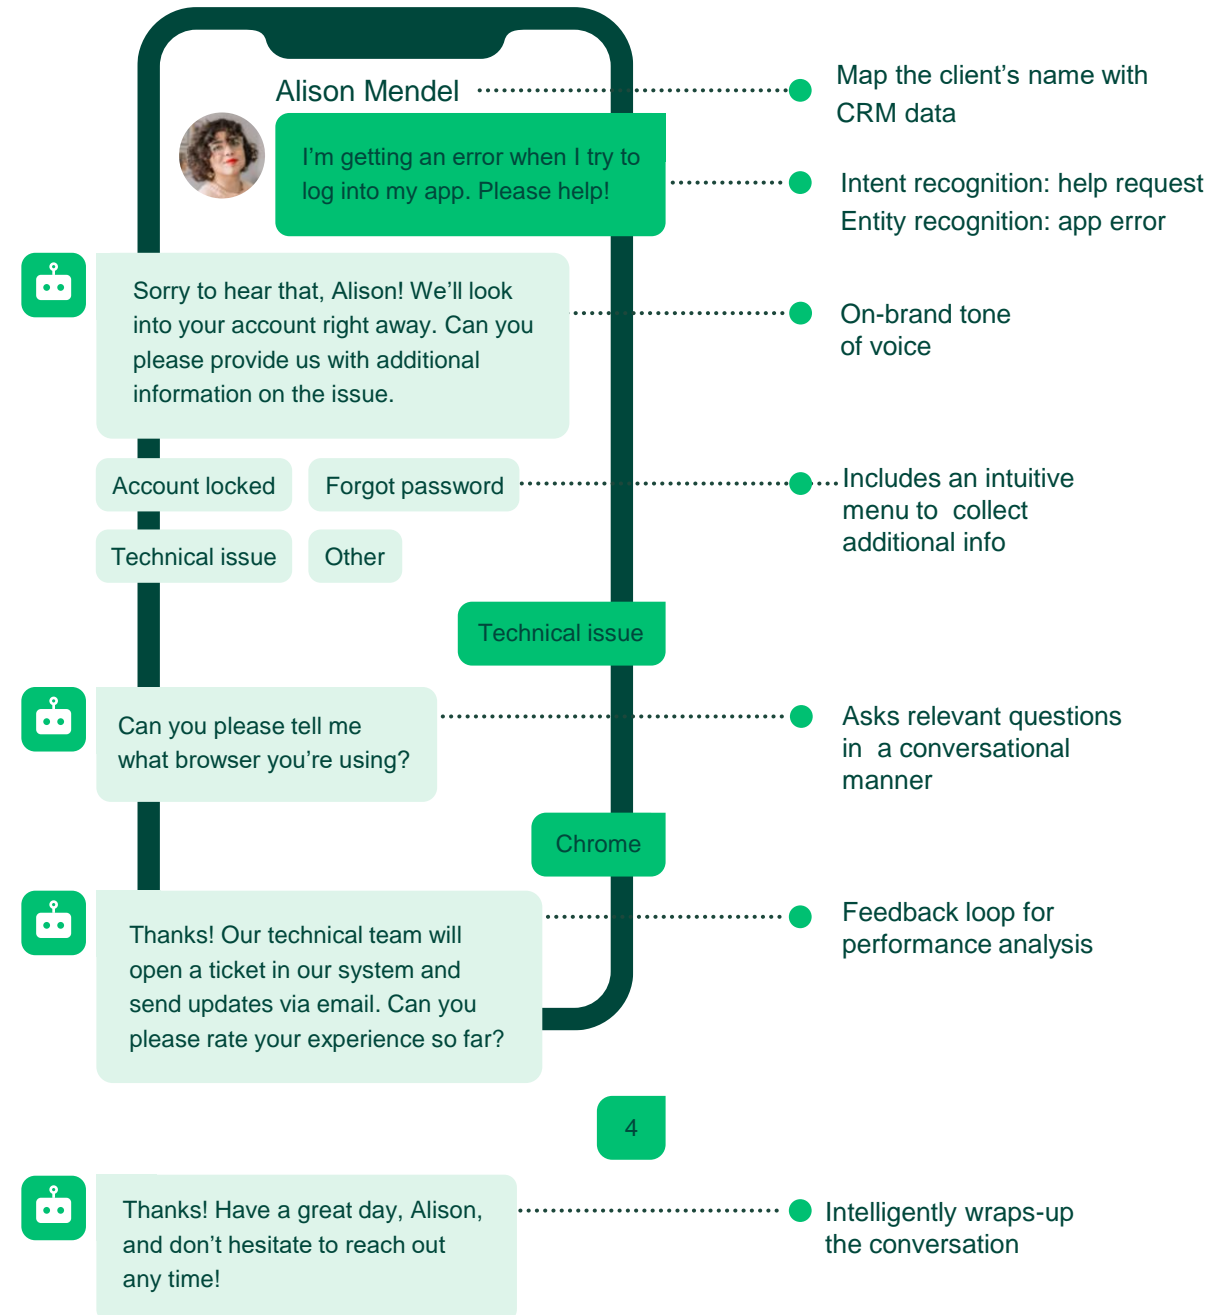 Alison Mendel
Map the client’s name with
CRM data
I’m getting an error when I try to
log into my app. Please help!
Intent recognition: help request
Entity recognition: app error
Sorry to hear that, Alison! We’ll look
into your account right away. Can you
please provide us with additional
information on the issue.
On-brand tone
of voice
Account locked
Forgot password
Technical issue
Other
Includes an intuitive
menu to collect
additional info
Technical issue
Can you please tell me
what browser you’re using?
Asks relevant questions
in a conversational
manner
Chrome
Thanks! Our technical team will
open a ticket in our system and
send updates via email. Can you
please rate your experience so far?
Feedback loop for
performance analysis
4
Thanks! Have a great day, Alison,
and don’t hesitate to reach out
any time!
Intelligently wraps-up
the conversation